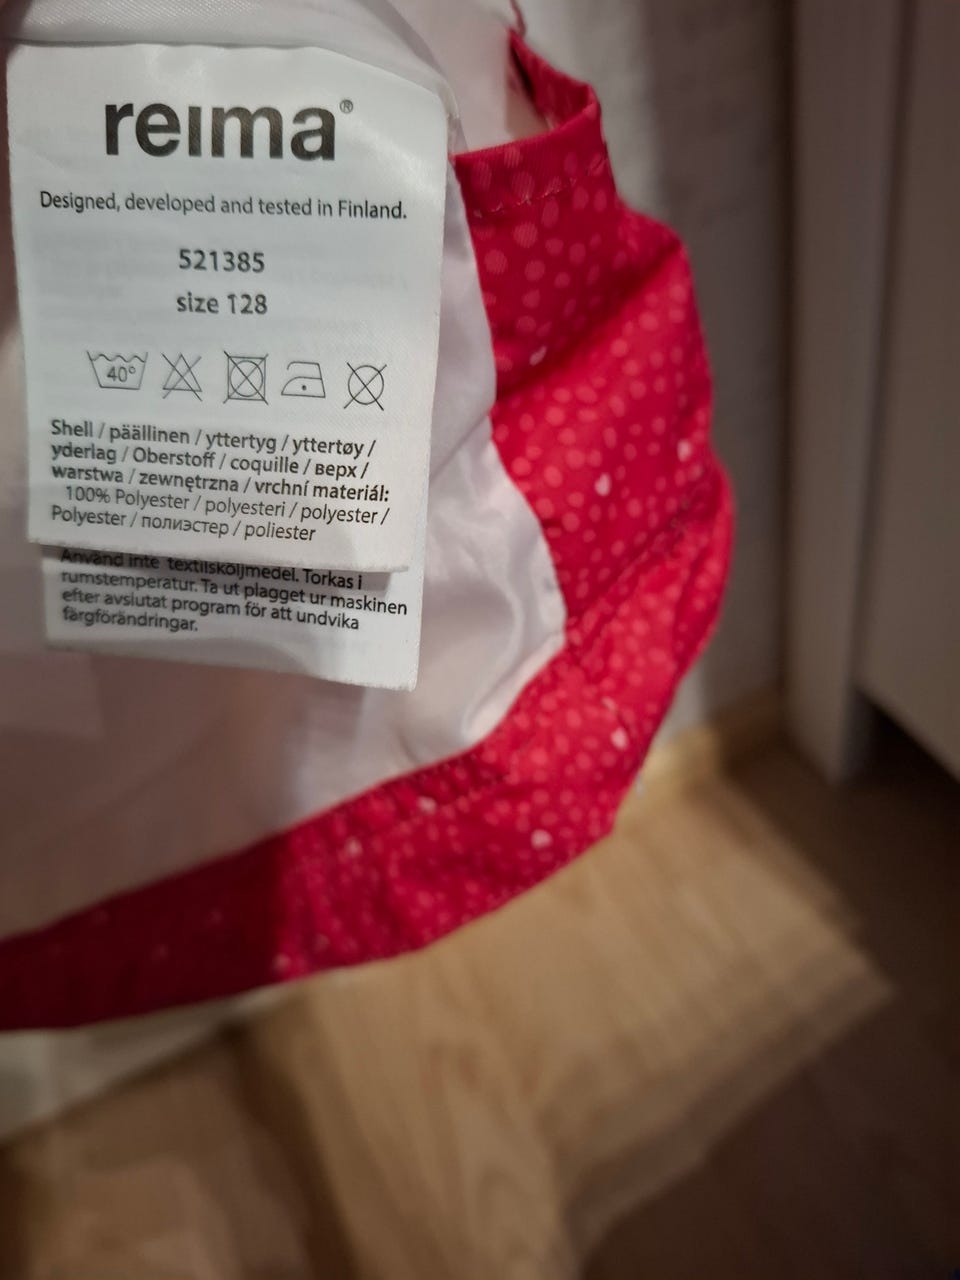 reima®
Designed, developed and tested in Finland.
521385
size 128
40°
Shell / päällinen / yttertyg / yttertøy /
yderlag / Oberstoff / coquille / верх /
warstwa / zewnętrzna / vrchní materiál:
100% Polyester / polyesteri / polyester /
Polyester / полиэстер / poliester
Använd inte textilsköljmedel. Torkas i
rumstemperatur. Ta ut plagget ur maskinen
efter avslutat program för att undvika
färgförändringar.